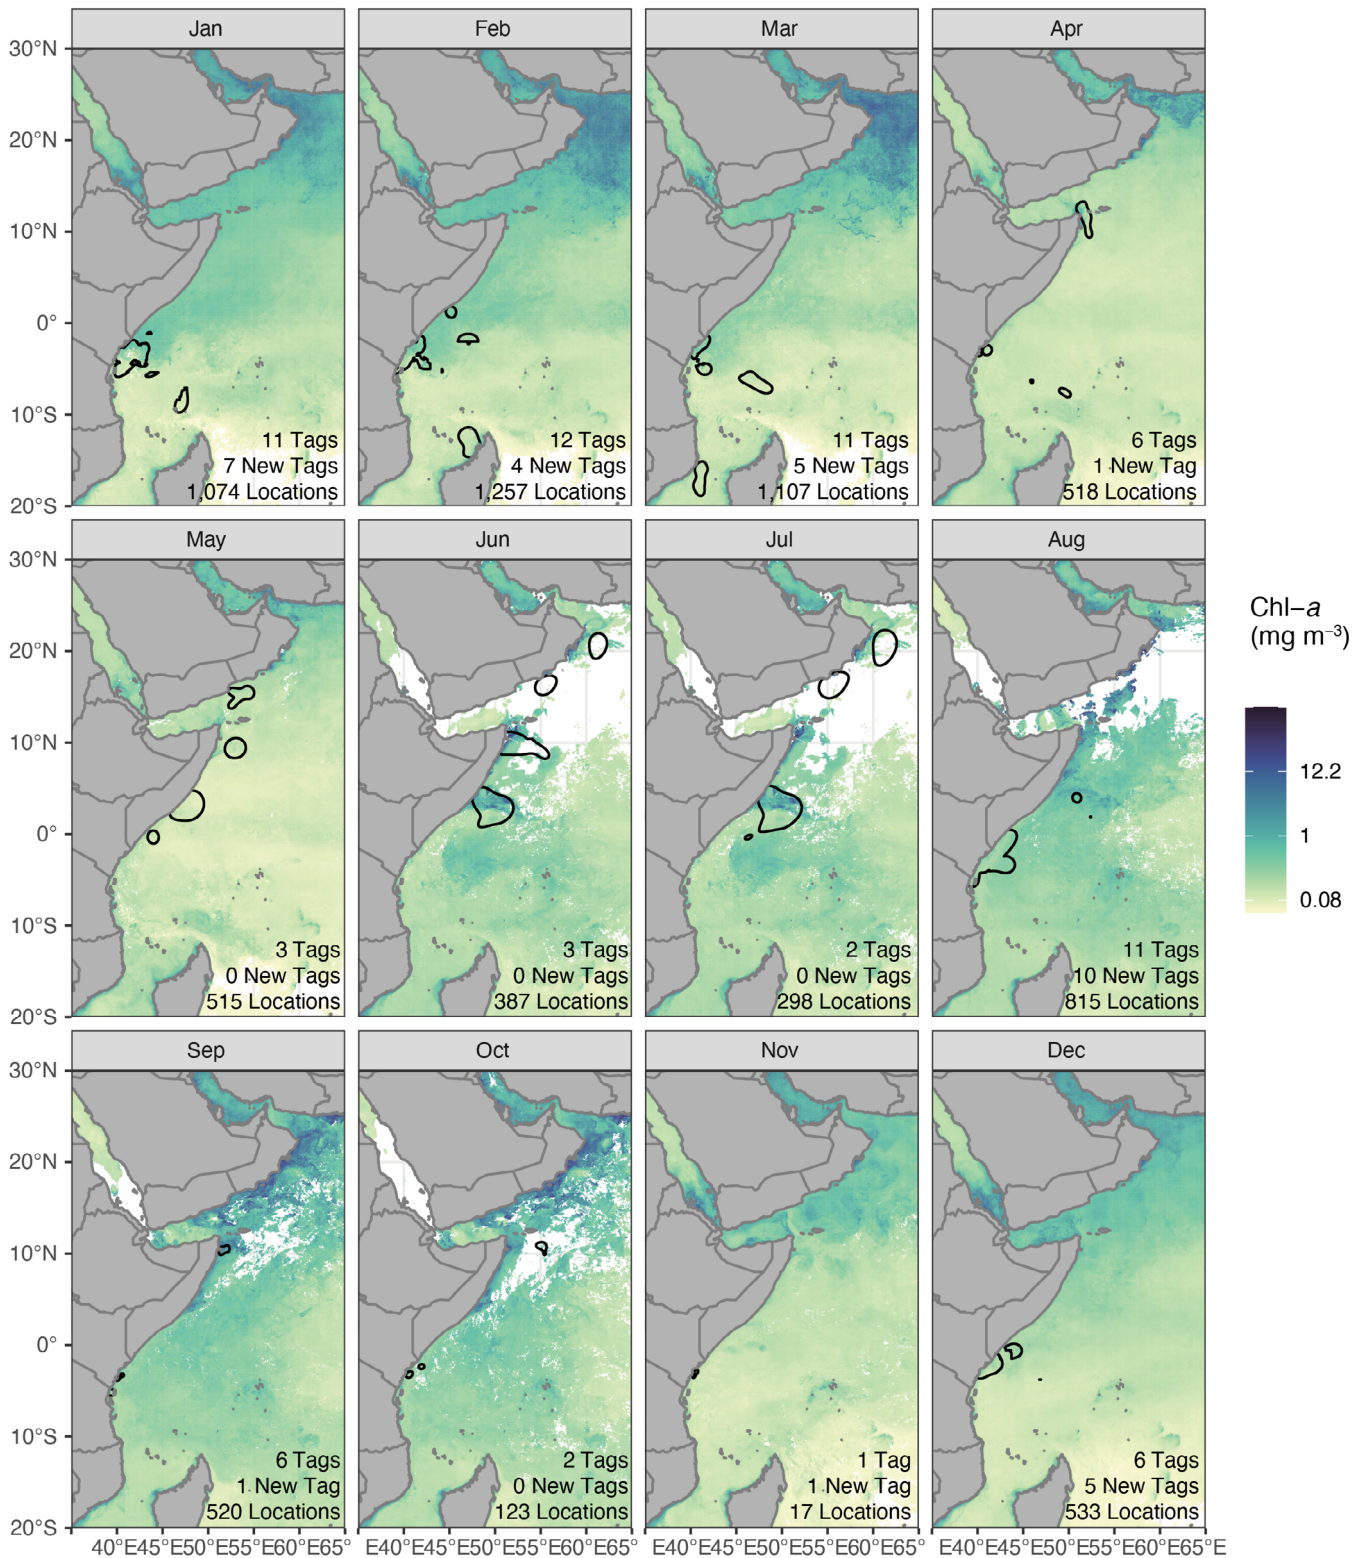 Jan Feb Mar Apr
30°N
20°N
10°N
0°
10°S
20°S
11 Tags
7 New Tags
1,074 Locations
12 Tags
4 New Tags
1,257 Locations
11 Tags
5 New Tags
1,107 Locations
6 Tags
1 New Tag
518 Locations
May Jun Jul Aug
30°N
20°N
10°N
0°
10°S
20°S
3 Tags
0 New Tags
515 Locations
3 Tags
0 New Tags
387 Locations
2 Tags
0 New Tags
298 Locations
11 Tags
10 New Tags
815 Locations
Chl−a
(mg m⁻³)
12.2
1
0.08
Sep Oct Nov Dec
30°N
20°N
10°N
0°
10°S
20°S
6 Tags
1 New Tag
520 Locations
2 Tags
0 New Tags
123 Locations
1 Tag
1 New Tag
17 Locations
6 Tags
5 New Tags
533 Locations
40°E45°E50°E55°E60°E65°E40°E45°E50°E55°E60°E65°E40°E45°E50°E55°E60°E65°E40°E45°E50°E55°E60°E65°E